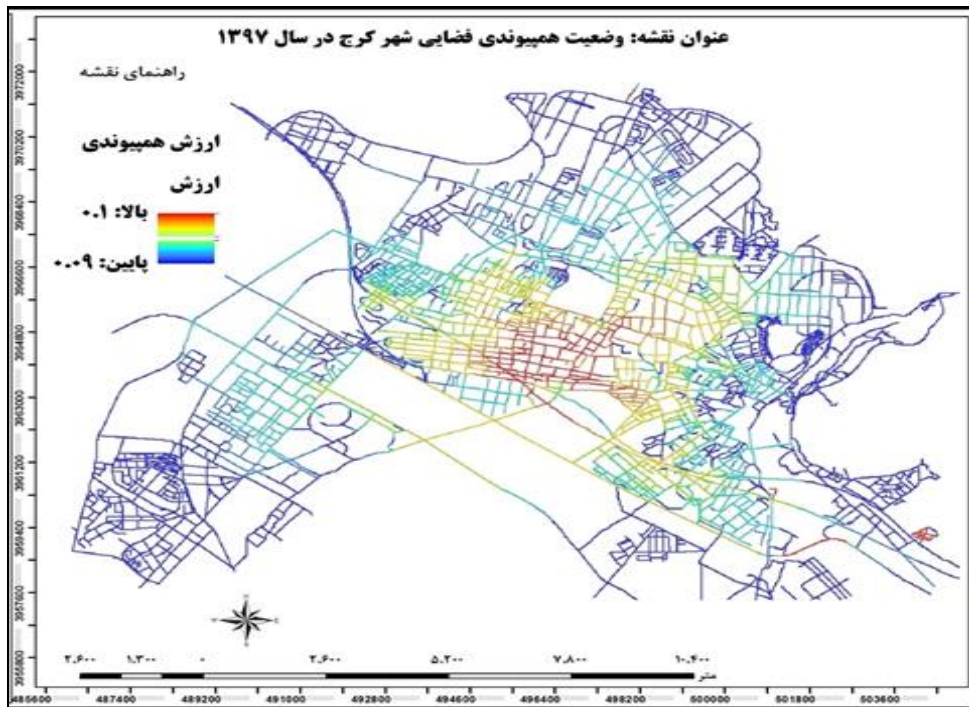 عنوان نقشه: وضعیت همپیوندی فضایی شهر کرج در سال ۱۳۹۷
راهنمای نقشه
ارزش همپیوندی
ارزش
بالا: ۰.۱
پایین: ۰.۰۹
3972000
3970200
3968400
3966600
3964800
3963000
3961200
3959400
3957600
3955800
۲.۶۰۰ ۱.۳۰۰ ۰ ۲.۶۰۰ ۵.۲۰۰ ۷.۸۰۰ ۱۰.۴۰۰
متر
485600 487400 489200 491000 492800 494600 496400 498200 500000 501800 503600